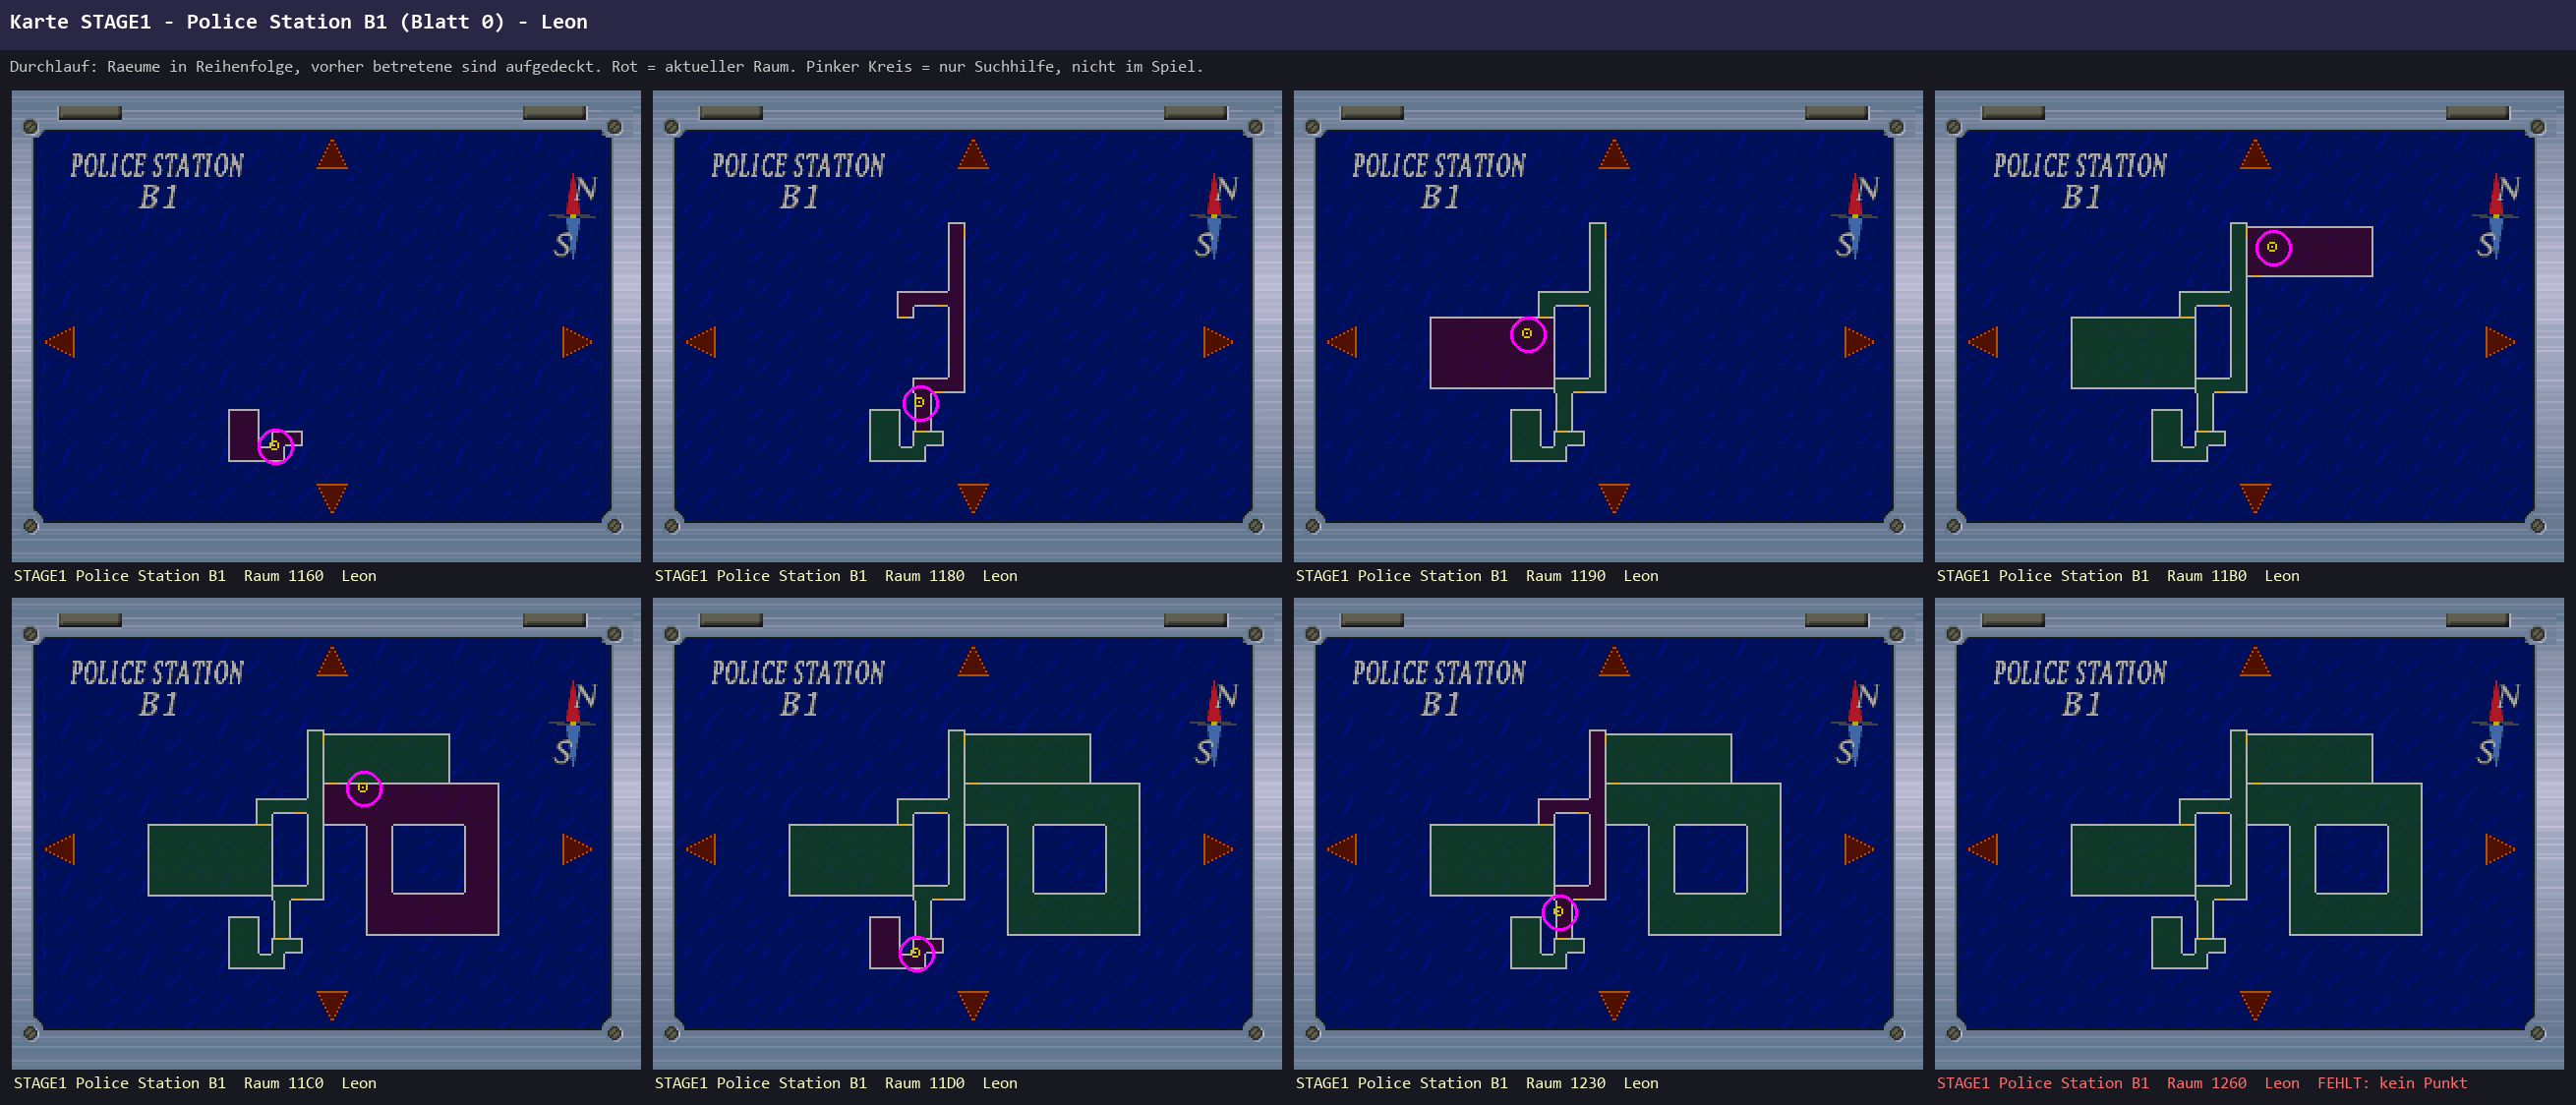 Karte STAGE1 - Police Station B1 (Blatt 0) - Leon
Durchlauf: Raeume in Reihenfolge, vorher betretene sind aufgedeckt. Rot = aktueller Raum. Pinker Kreis = nur Suchhilfe, nicht im Spiel.
POLICE STATION
B1
N
S
STAGE1 Police Station B1  Raum 1160  Leon
POLICE STATION
B1
N
S
STAGE1 Police Station B1  Raum 1180  Leon
POLICE STATION
B1
N
S
STAGE1 Police Station B1  Raum 1190  Leon
POLICE STATION
B1
N
S
STAGE1 Police Station B1  Raum 11B0  Leon
POLICE STATION
B1
N
S
STAGE1 Police Station B1  Raum 11C0  Leon
POLICE STATION
B1
N
S
STAGE1 Police Station B1  Raum 11D0  Leon
POLICE STATION
B1
N
S
STAGE1 Police Station B1  Raum 1230  Leon
POLICE STATION
B1
N
S
STAGE1 Police Station B1  Raum 1260  Leon  FEHLT: kein Punkt